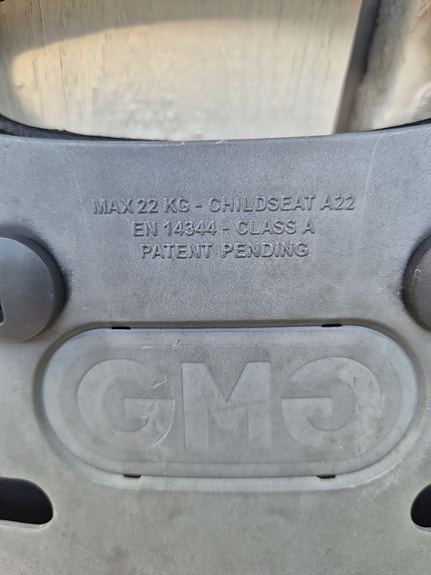 MAX 22 KG - CHILDSEAT A22
EN 14344 - CLASS A
PATENT PENDING
GMG